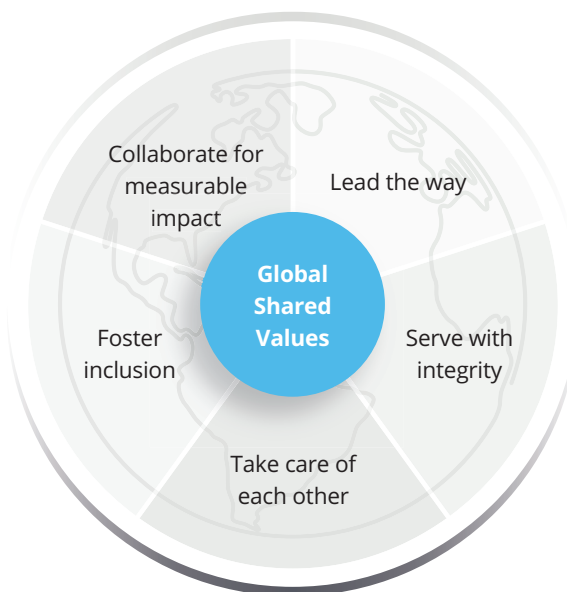 Global
Shared
Values
Lead the way
Serve with
integrity
Take care of
each other
Foster
inclusion
Collaborate for
measurable
impact